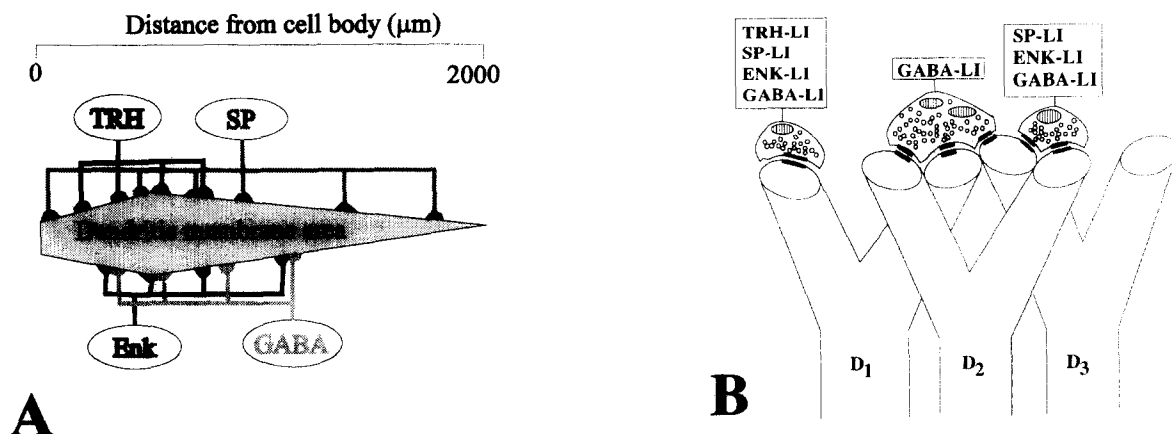 Distance from cell body (μm)
0 2000
TRH SP
Dendritic membrane area
Enk GABA
A
TRH-LI
SP-LI
ENK-LI
GABA-LI
GABA-LI
SP-LI
ENK-LI
GABA-LI
D1 D2 D3
B